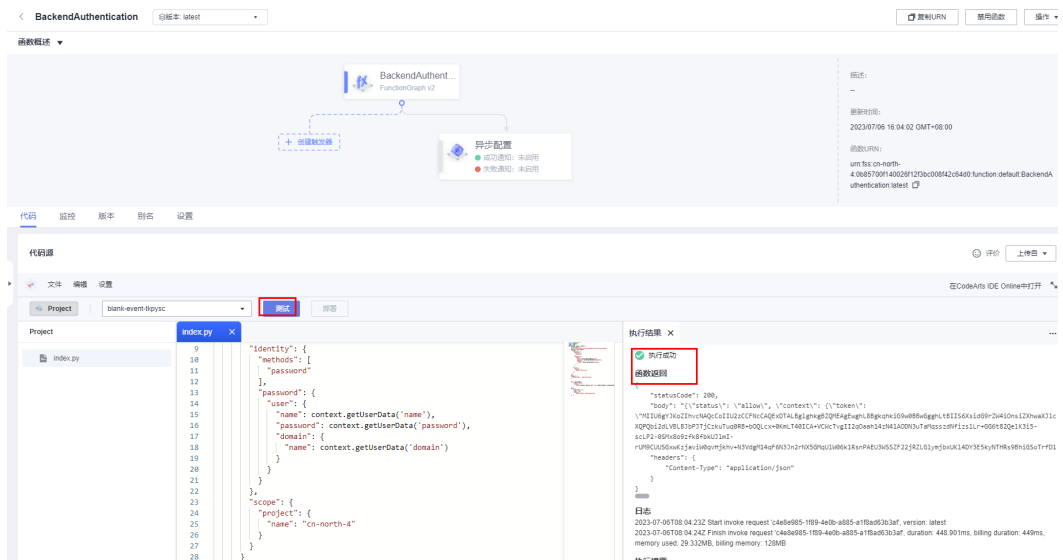 BackendAuthentication
版本: latest
复制URN
禁用函数
操作
函数概述
BackendAuthent...
FunctionGraph v2
创建触发器
异步配置
成功通知: 未启用
失败通知: 未启用
描述:
--
更新时间:
2023/07/06 16:04:02 GMT+08:00
函数URN:
urn:fss:cn-north-
4:0b85700f140026f12f3bc008f42c64d0:function:default:BackendA
uthentication:latest
代码
监控
版本
别名
设置
代码源
评价
上传自
文件
编辑
设置
在CodeArts IDE Online中打开
Project
blank-event-tkpysc
测试
部署
Project
index.py
执行结果
index.py
执行成功
函数返回
9 "identity": {
10 "methods": [
11 "password"
12 ],
13 "password": {
14 "user": {
15 "name": context.getUserData('name'),
16 "password": context.getUserData('password'),
17 "domain": {
18 "name": context.getUserData('domain')
19 }
20 }
21 }
22 },
23 "scope": {
24 "project": {
25 "name": "cn-north-4"
26 }
27 }
28 }
{
"statusCode": 200,
"body": "{\"status\": \"allow\", \"context\": {\"token\":
"headers": {
"Content-Type": "application/json"
}
}
日志
2023-07-06T08:04:23Z Start invoke request 'c4e8e985-1f89-4e0b-a885-a1f8ad63b3af', version: latest
2023-07-06T08:04:24Z Finish invoke request 'c4e8e985-1f89-4e0b-a885-a1f8ad63b3af', duration: 448.901ms, billing duration: 449ms,
memory used: 29.332MB, billing memory: 128MB